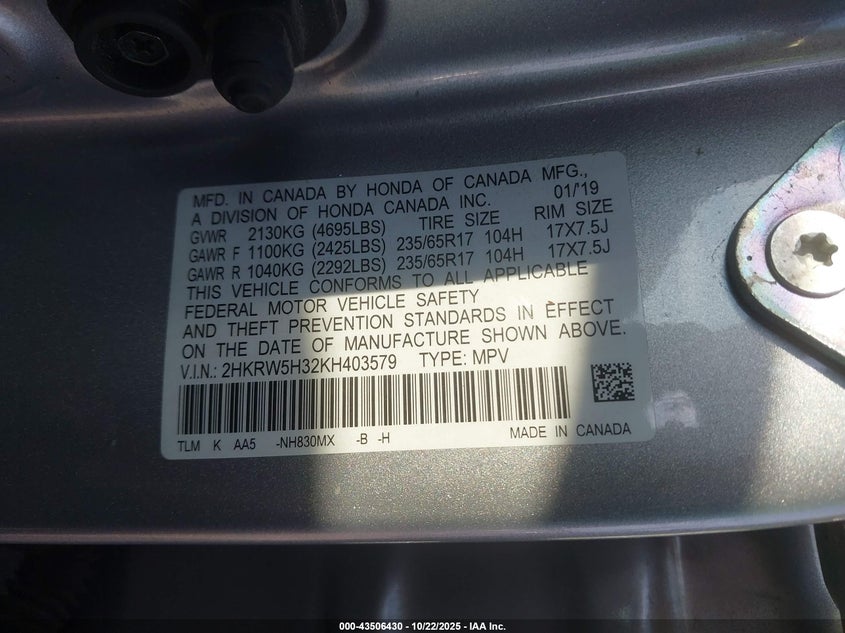 MFD. IN CANADA BY HONDA OF CANADA MFG.,
A DIVISION OF HONDA CANADA INC. 01/'19
GVWR 2130KG (4695LBS) TIRE SIZE RIM SIZE
GAWR F 1100KG (2425LBS) 235/65R17 104H 17X7.5J
GAWR R 1040KG (2292LBS) 235/65R17 104H 17X7.5J
THIS VEHICLE CONFORMS TO ALL APPLICABLE
FEDERAL MOTOR VEHICLE SAFETY
AND THEFT PREVENTION STANDARDS IN EFFECT
ON THE DATE OF MANUFACTURE SHOWN ABOVE.
V.I.N.: 2HKRW5H32KH403579 TYPE: MPV
TLM K AA5 -NH830MX -B -H MADE IN CANADA
000-43506430 - 10/22/2025 - IAA Inc.